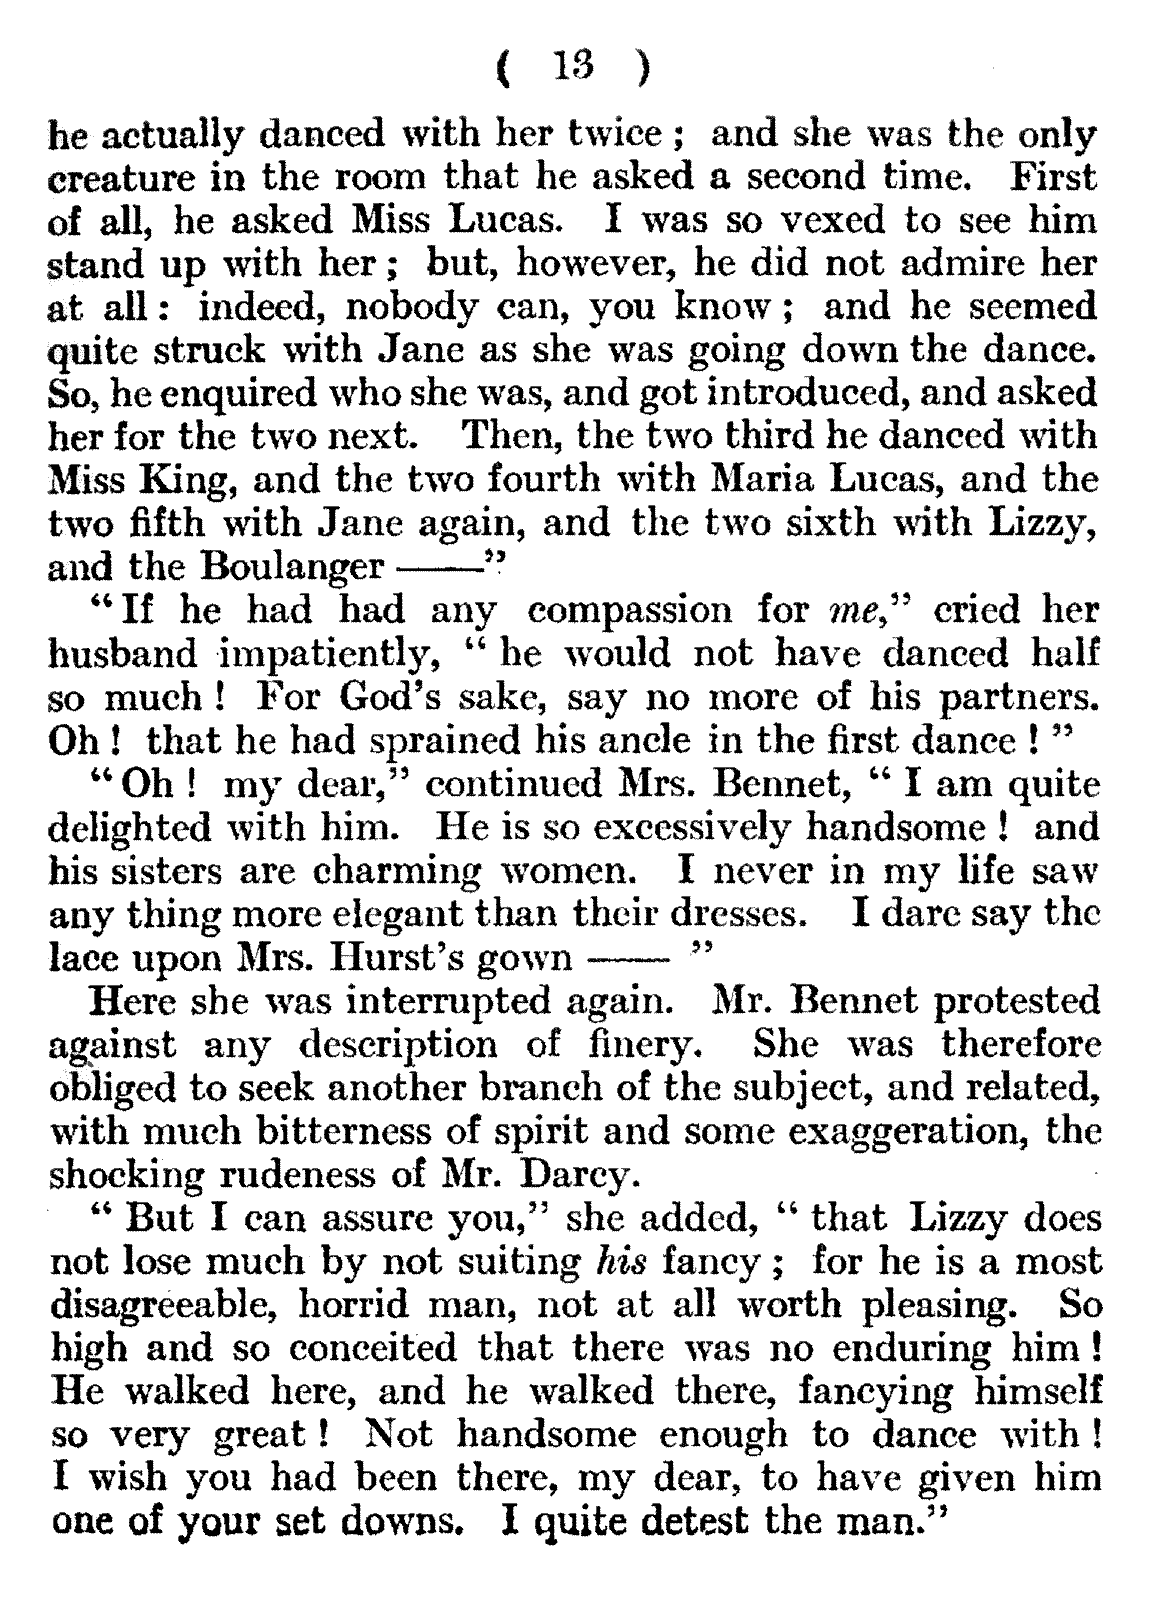 ( 13 )
he actually danced with her twice ; and she was the only
creature in the room that he asked a second time. First
of all, he asked Miss Lucas. I was so vexed to see him
stand up with her ; but, however, he did not admire her
at all : indeed, nobody can, you know ; and he seemed
quite struck with Jane as she was going down the dance.
So, he enquired who she was, and got introduced, and asked
her for the two next. Then, the two third he danced with
Miss King, and the two fourth with Maria Lucas, and the
two fifth with Jane again, and the two sixth with Lizzy,
and the Boulanger ——”
“ If he had had any compassion for me,” cried her
husband impatiently, “ he would not have danced half
so much ! For God’s sake, say no more of his partners.
Oh ! that he had sprained his ancle in the first dance ! ”
“ Oh ! my dear,” continued Mrs. Bennet, “ I am quite
delighted with him. He is so excessively handsome ! and
his sisters are charming women. I never in my life saw
any thing more elegant than their dresses. I dare say the
lace upon Mrs. Hurst’s gown —— ”
Here she was interrupted again. Mr. Bennet protested
against any description of finery. She was therefore
obliged to seek another branch of the subject, and related,
with much bitterness of spirit and some exaggeration, the
shocking rudeness of Mr. Darcy.
“ But I can assure you,” she added, “ that Lizzy does
not lose much by not suiting his fancy ; for he is a most
disagreeable, horrid man, not at all worth pleasing. So
high and so conceited that there was no enduring him !
He walked here, and he walked there, fancying himself
so very great ! Not handsome enough to dance with !
I wish you had been there, my dear, to have given him
one of your set downs. I quite detest the man.”